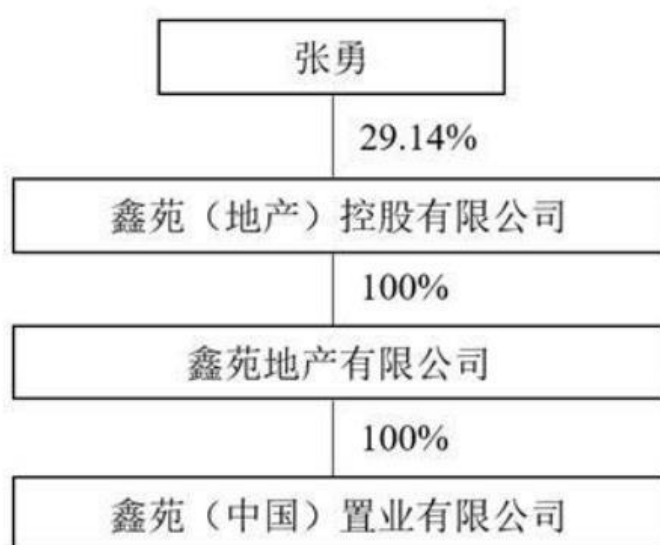 张勇
29.14%
鑫苑（地产）控股有限公司
100%
鑫苑地产有限公司
100%
鑫苑（中国）置业有限公司